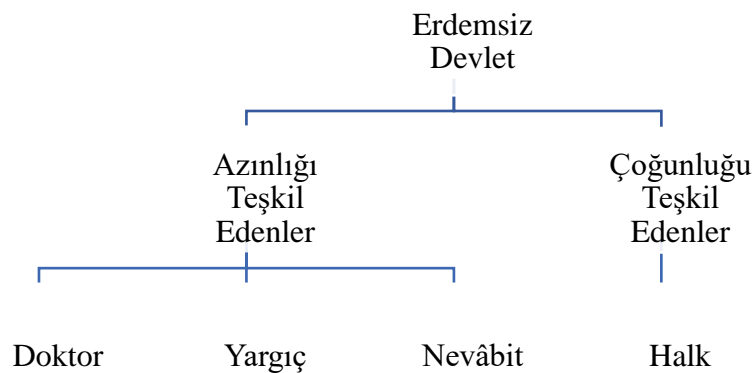 Erdemsiz
Devlet
Azınlığı
Teşkil
Edenler
Çoğunluğu
Teşkil
Edenler
Doktor
Yargıç
Nevâbit
Halk